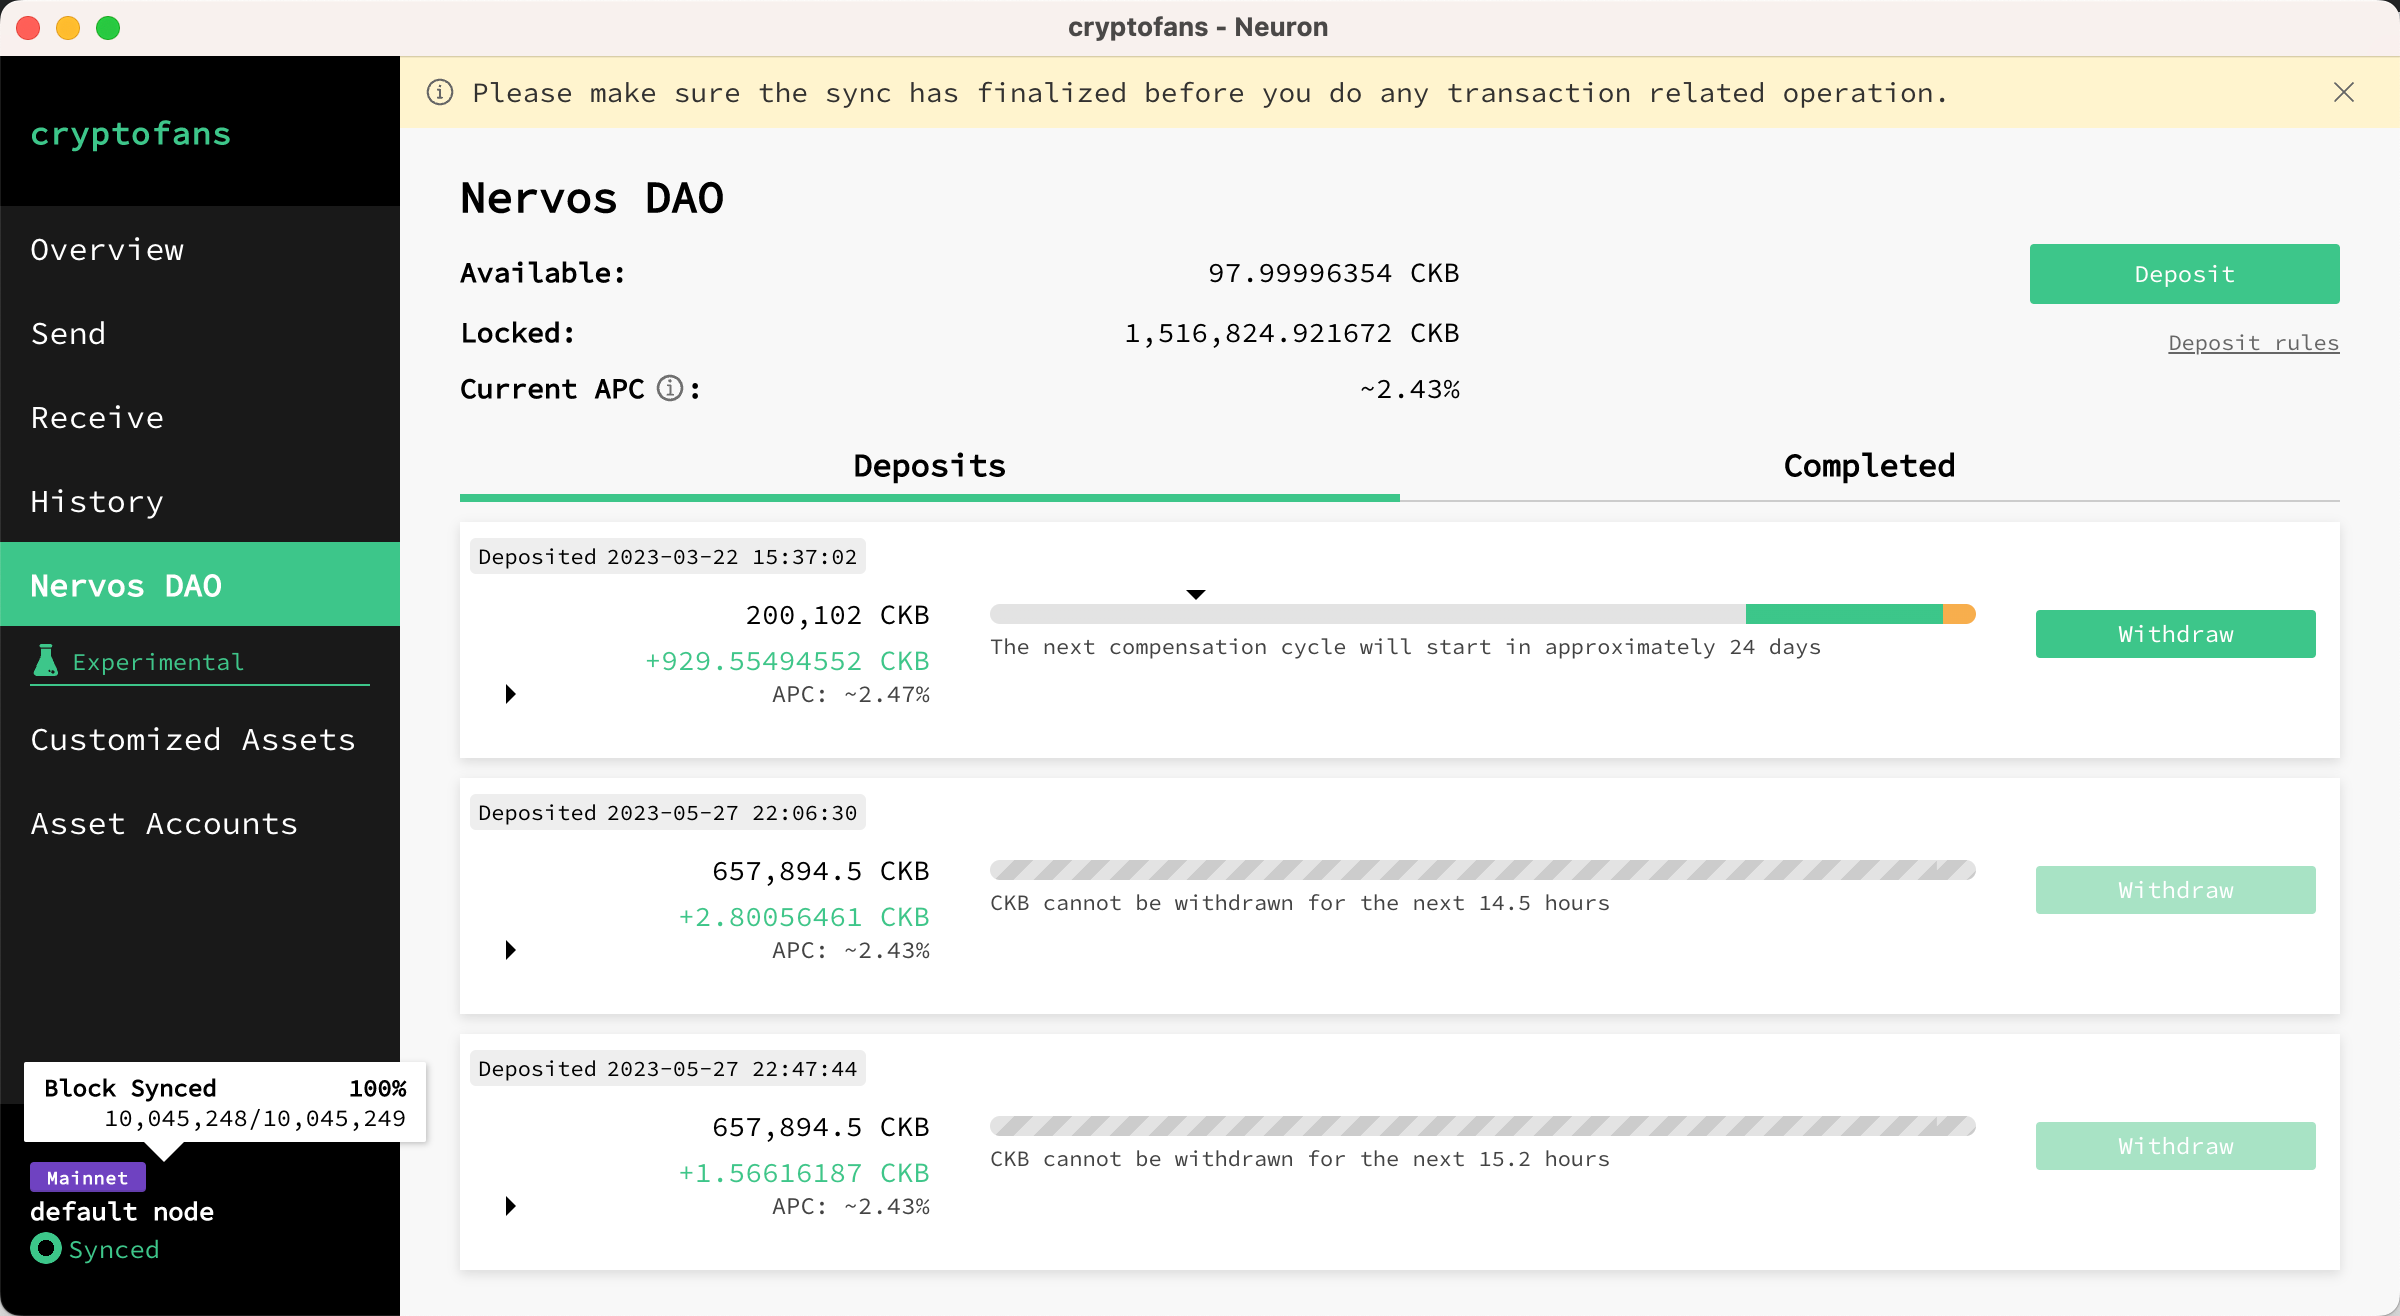 cryptofans - Neuron
cryptofans
Overview
Send
Receive
History
Nervos DAO
Experimental
Customized Assets
Asset Accounts
Block Synced 100%
10,045,248/10,045,249
Mainnet
default node
Synced
Please make sure the sync has finalized before you do any transaction related operation.
Nervos DAO
Available: 97.99996354 CKB
Locked: 1,516,824.921672 CKB
Current APC : ~2.43%
Deposit
Deposit rules
Deposits Completed
Deposited 2023-03-22 15:37:02
200,102 CKB
+929.55494552 CKB
APC: ~2.47%
The next compensation cycle will start in approximately 24 days
Withdraw
Deposited 2023-05-27 22:06:30
657,894.5 CKB
+2.80056461 CKB
APC: ~2.43%
CKB cannot be withdrawn for the next 14.5 hours
Withdraw
Deposited 2023-05-27 22:47:44
657,894.5 CKB
+1.56616187 CKB
APC: ~2.43%
CKB cannot be withdrawn for the next 15.2 hours
Withdraw